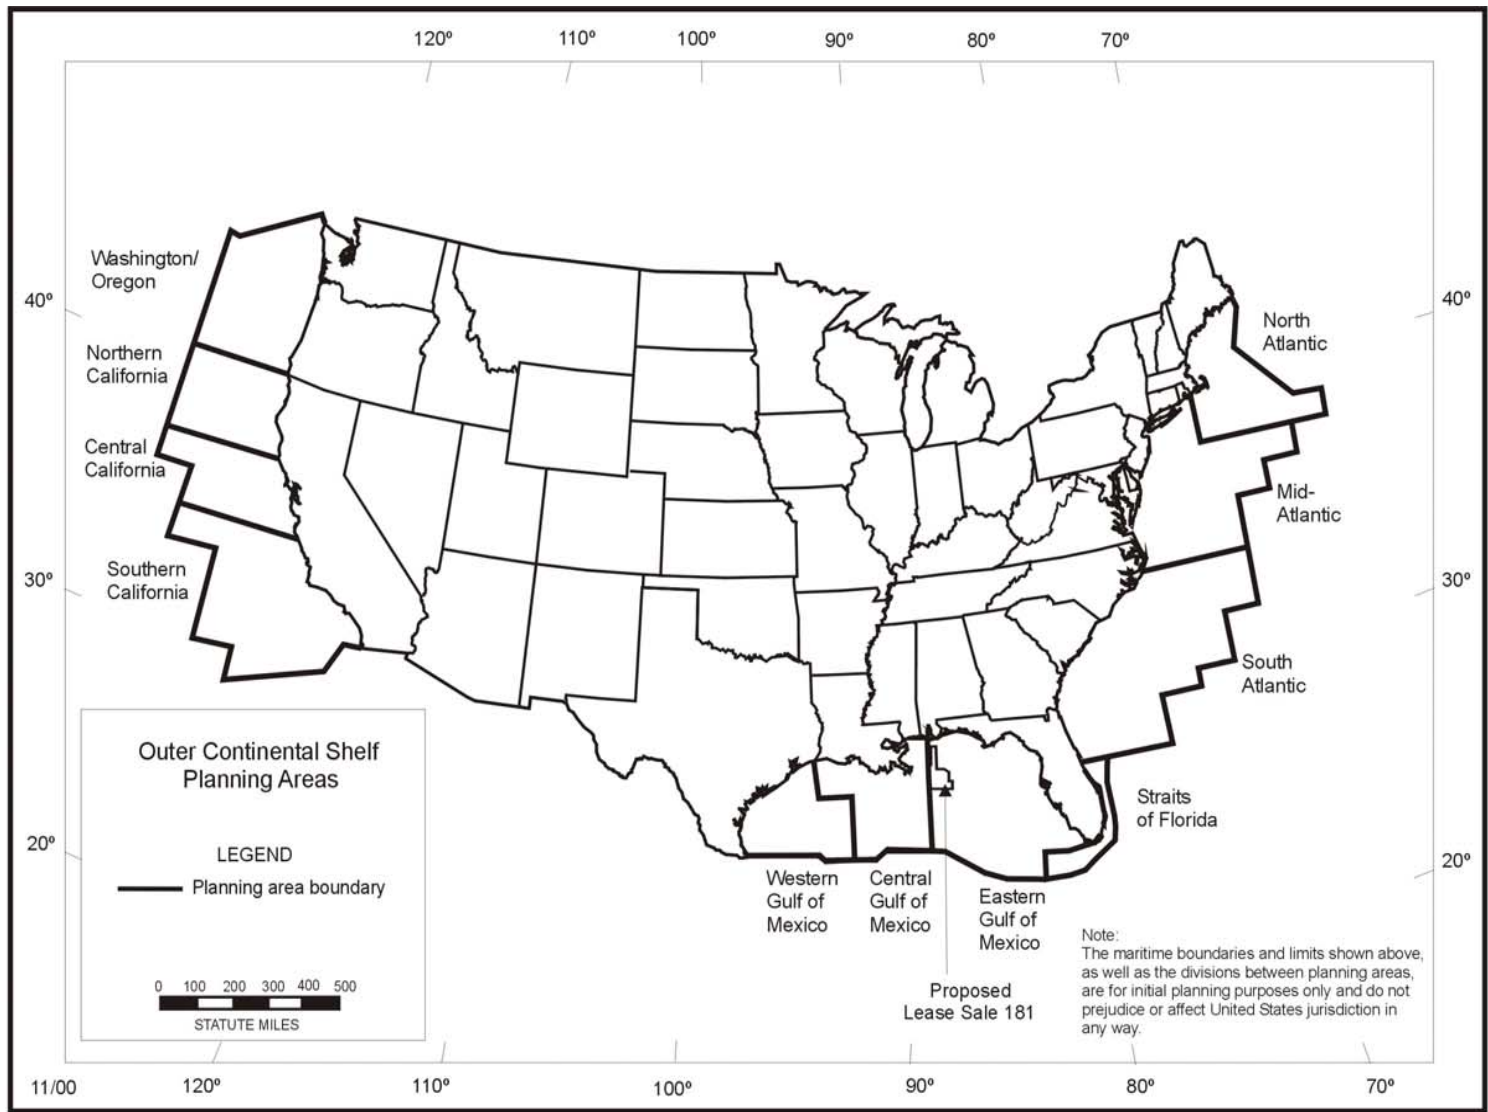 120º 110º 100º 90º 80º 70º
Washington/
Oregon
40º
40º
North
Atlantic
Northern
California
Central
California
Mid-
Atlantic
Southern
California
30º
30º
South
Atlantic
Outer Continental Shelf
Planning Areas
Straits
of Florida
LEGEND
Planning area boundary
20º
20º
Western
Gulf of
Mexico
Central
Gulf of
Mexico
Eastern
Gulf of
Mexico
Proposed
Lease Sale 181
Note:
The maritime boundaries and limits shown above,
as well as the divisions between planning areas,
are for initial planning purposes only and do not
prejudice or affect United States jurisdiction in
any way.
0 100 200 300 400 500
STATUTE MILES
11/00 120º 110º 100º 90º 80º 70º